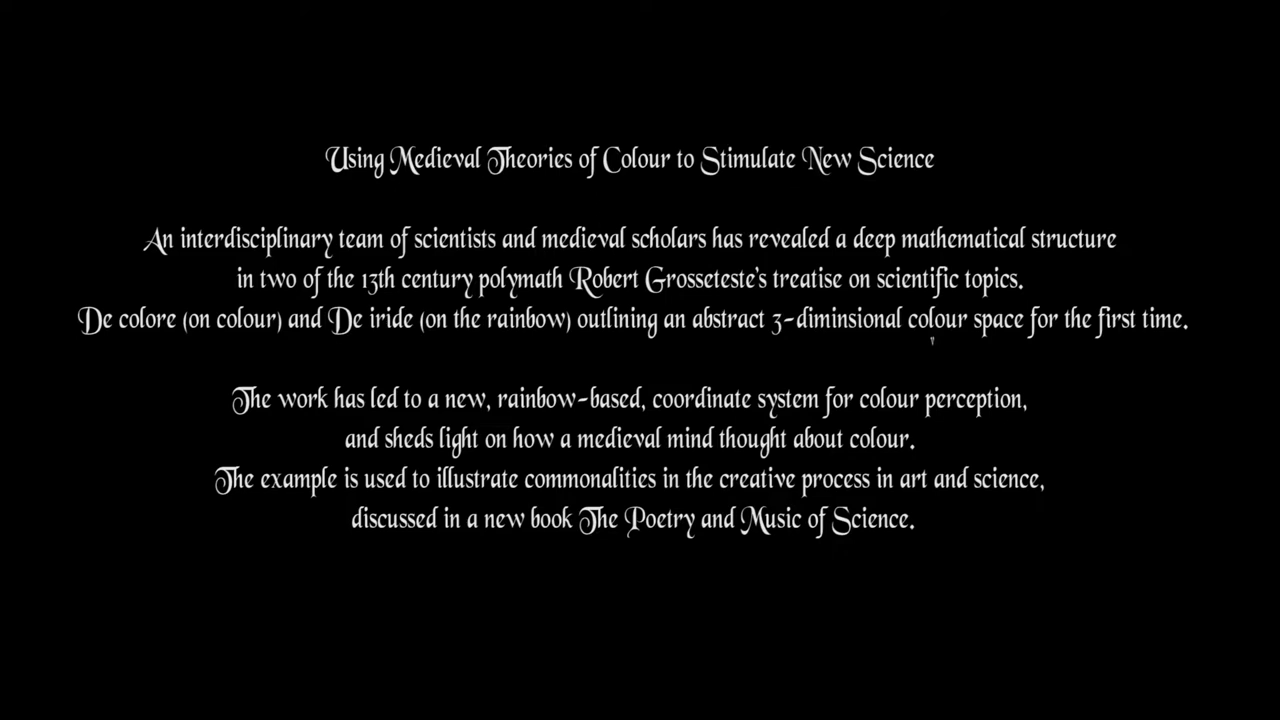 Using Medieval Theories of Colour to Stimulate New Science
An interdisciplinary team of scientists and medieval scholars has revealed a deep mathematical structure
in two of the 13th century polymath Robert Grosseteste's treatise on scientific topics.
De colore (on colour) and De iride (on the rainbow) outlining an abstract 3-diminsional colour space for the first time.
The work has led to a new, rainbow-based, coordinate system for colour perception,
and sheds light on how a medieval mind thought about colour.
The example is used to illustrate commonalities in the creative process in art and science,
discussed in a new book The Poetry and Music of Science.